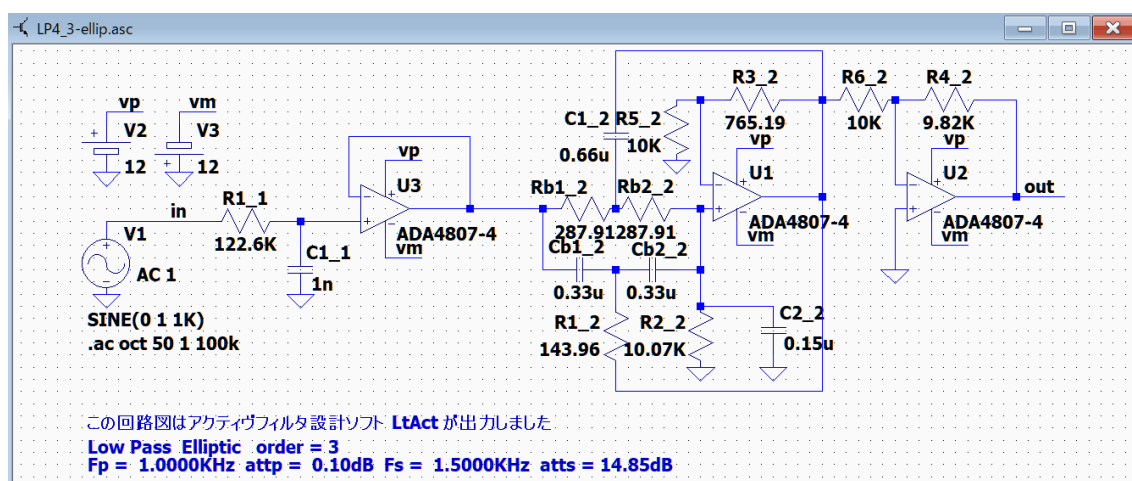 LP4_3-ellip.asc
vp
vm
V2
V3
12
12
in
R1_1
122.6K
V1
AC 1
SINE(0 1 1K)
.ac oct 50 1 100k
C1_1
1n
vp
U3
ADA4807-4
vm
C1_2
0.66u
R5_2
10K
R3_2
765.19
Rb1_2
287.91
Rb2_2
287.91
Cb1_2
0.33u
Cb2_2
0.33u
R1_2
143.96
R2_2
10.07K
C2_2
0.15u
vp
U1
ADA4807-4
vm
R6_2
10K
R4_2
9.82K
vp
U2
ADA4807-4
vm
out
この回路図はアクティヴフィルタ設計ソフト LtAct が出力しました
Low Pass Elliptic order = 3
Fp = 1.0000KHz attp = 0.10dB Fs = 1.5000KHz atts = 14.85dB